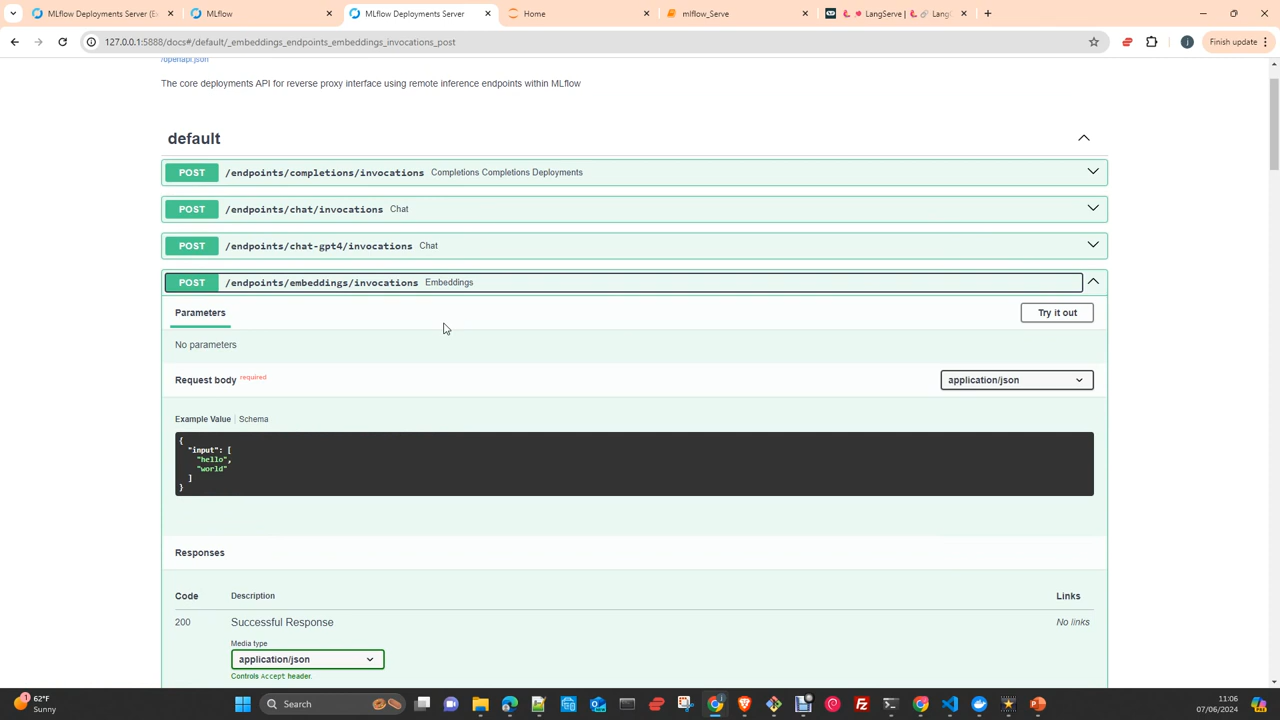 MLflow Deployments Server (Ex
MLflow
MLflow Deployments Server
Home
mlflow_Serve
LangServe | Lang
127.0.0.1:5888/docs#/default/_embeddings_endpoints_embeddings_invocations_post
Finish update
/openapi.json
The core deployments API for reverse proxy interface using remote inference endpoints within MLflow
default
POST /endpoints/completions/invocations Completions Completions Deployments
POST /endpoints/chat/invocations Chat
POST /endpoints/chat-gpt4/invocations Chat
POST /endpoints/embeddings/invocations Embeddings
Parameters
Try it out
No parameters
Request body required
application/json
Example Value | Schema
{
"input": [
"hello",
"world"
]
}
Responses
Code Description Links
200 Successful Response No links
Media type
application/json
Controls Accept header.
1
62°F
Sunny
Search
11:06
07/06/2024